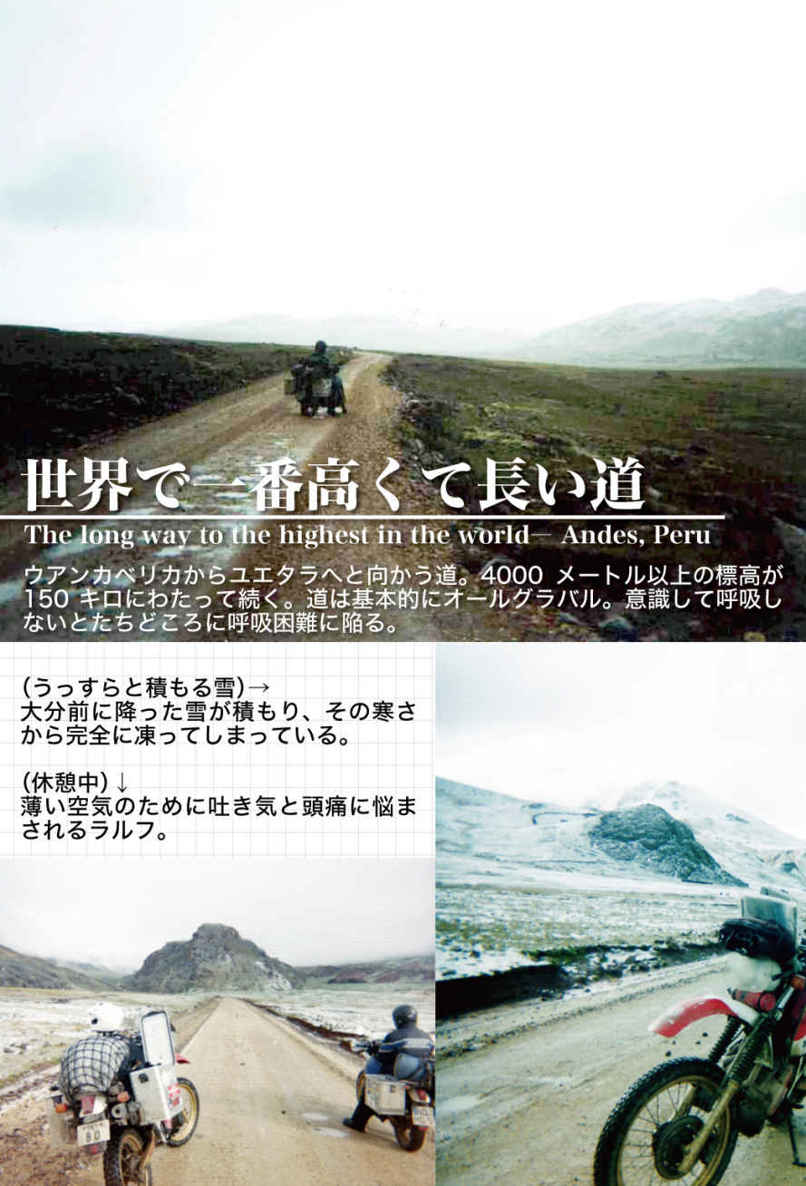 世界で一番高くて長い道
The long way to the highest in the world― Andes, Peru
ウアンカベリカからユエタラへと向かう道。4000 メートル以上の標高が
150 キロにわたって続く。道は基本的にオールグラバル。意識して呼吸し
ないとたちどころに呼吸困難に陥る。
（うっすらと積もる雪）→
大分前に降った雪が積もり、その寒さ
から完全に凍ってしまっている。
（休憩中）↓
薄い空気のために吐き気と頭痛に悩ま
されるラルフ。